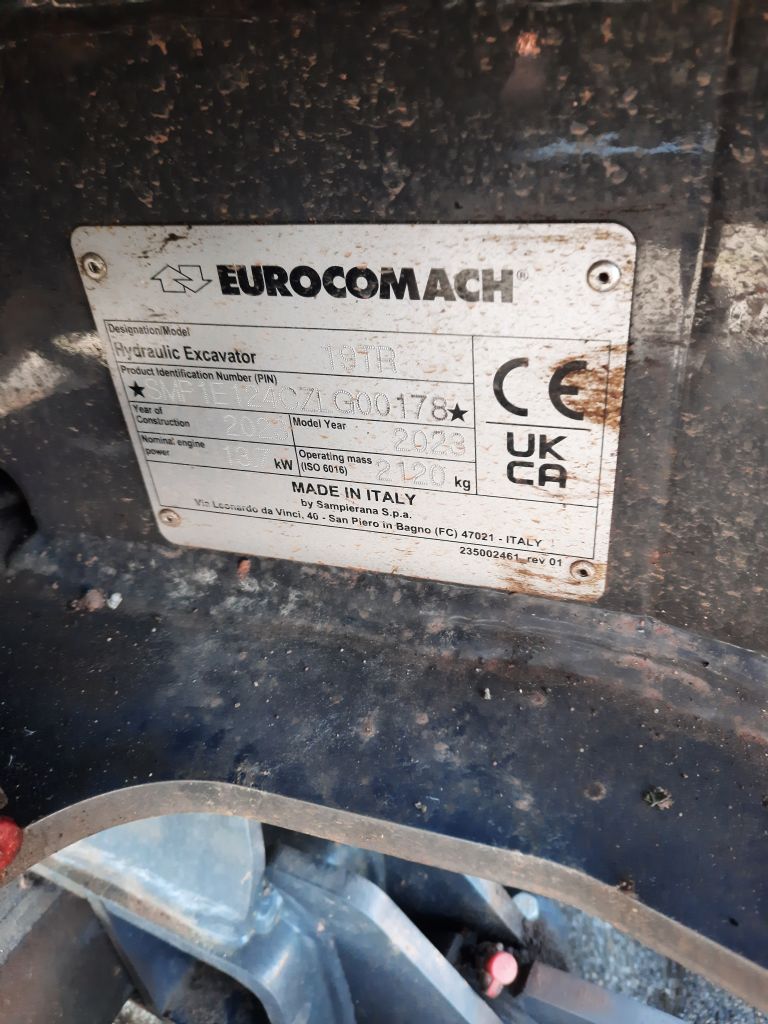 EUROCOMACH®
Designation/Model
Hydraulic Excavator 19TR
Product Identification Number (PIN)
Year of Construction 2023 Model Year 2023
Nominal engine power kW Operating mass (ISO 6016) 2120 kg
CE
UK
CA
MADE IN ITALY
by Sampierana S.p.a.
Via Leonardo da Vinci, 40 - San Piero in Bagno (FC) 47021 - ITALY
235002461_rev 01